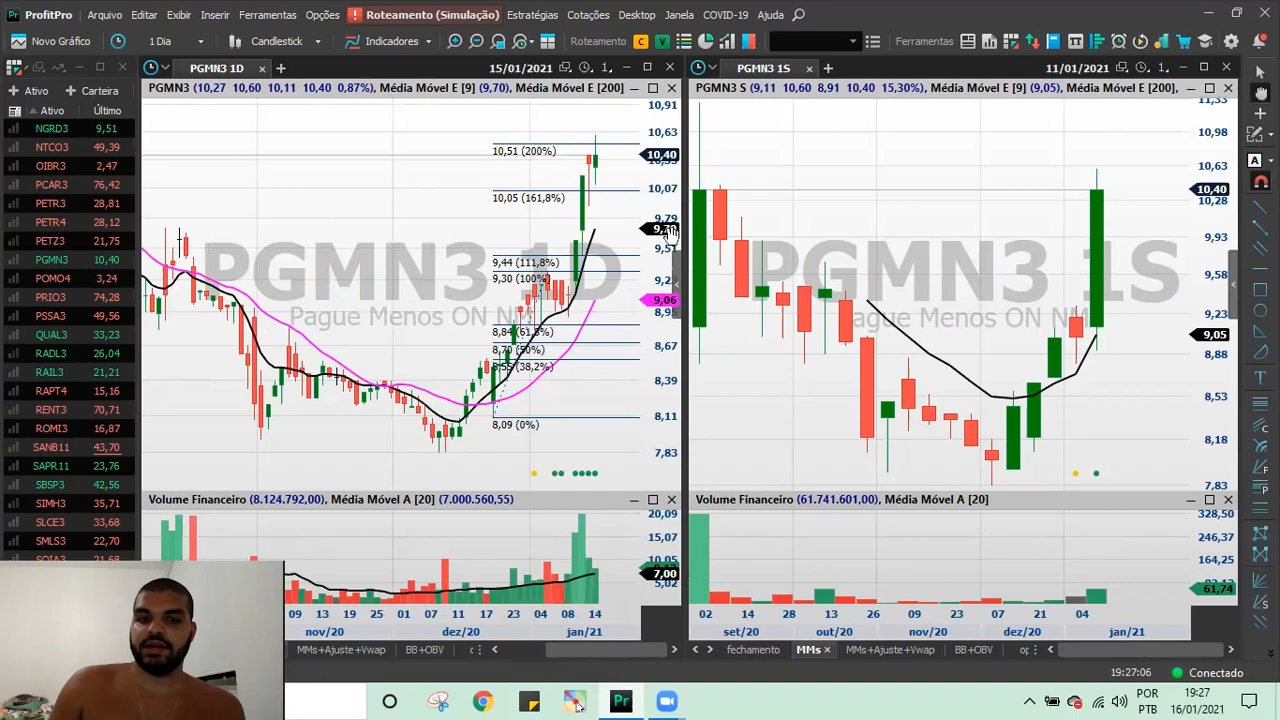 ProfitPro
Arquivo Editar Exibir Inserir Ferramentas Opções ! Roteamento (Simulação) Estratégias Cotações Desktop Janela COVID-19 Ajuda
Novo Gráfico 1 Dia Candlestick Indicadores Roteamento C V Ferramentas
PGMN3 1D 15/01/2021 1
PGMN3 1S 11/01/2021 1
Ativo Carteira
Ativo Último
NGRD3 9,51
NTCO3 49,39
OIBR3 2,47
PCAR3 76,42
PETR3 28,81
PETR4 28,12
PETZ3 21,75
PGMN3 10,40
POMO4 3,24
PRIO3 74,28
PSSA3 49,56
QUAL3 33,23
RADL3 26,04
RAIL3 21,21
RAPT4 15,16
RENT3 70,71
ROMI3 16,87
SANB11 43,70
SAPR11 23,76
SBSP3 42,56
SIMH3 35,71
SLCE3 33,68
SMLS3 22,70
PGMN3 (10,27 10,60 10,11 10,40 0,87%), Média Móvel E [9] (9,70), Média Móvel E [200]
10,91
10,63
10,40
10,07
9,79
9,51
9,06
8,67
8,39
8,11
7,83
10,51 (200%)
10,05 (161,8%)
9,44 (111,8%)
9,30 (100%)
8,84 (61,8%)
8,70 (50%)
8,55 (38,2%)
8,09 (0%)
PGMN3 1D
Pague Menos ON NM
Volume Financeiro (8.124.792,00), Média Móvel A [20] (7.000.560,55)
20,09
15,07
10,05
7,00
5,02
09 13 19 25 01 07 11 17 23 04 08 14
nov/20 dez/20 jan/21
MMs+Ajuste+Vwap BB+OBV
PGMN3 S (9,11 10,60 8,91 10,40 15,30%), Média Móvel E [9] (9,05), Média Móvel E [200],
11,33
10,98
10,63
10,40
10,28
9,93
9,58
9,23
9,05
8,88
8,53
8,18
7,83
PGMN3 1S
Pague Menos ON NM
Volume Financeiro (61.741.601,00), Média Móvel A [20]
328,50
246,37
164,25
61,74
02 14 28 13 26 09 23 07 21 04
set/20 out/20 nov/20 dez/20 jan/21
fechamento MMs MMs+Ajuste+Vwap BB+OBV
19:27:06 Conectado
POR
PTB
19:27
16/01/2021